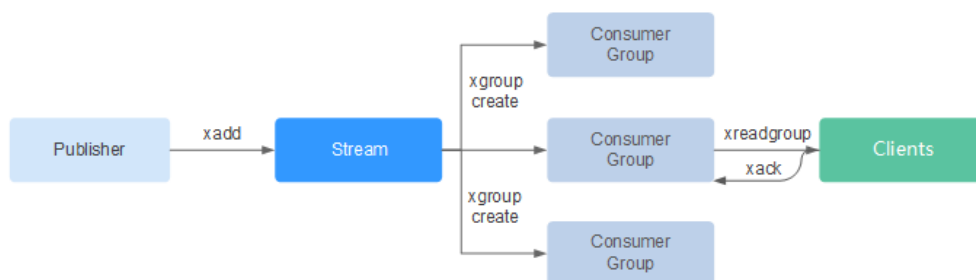 Consumer
Group
xgroup
create
Publisher
xadd
Stream
Consumer
Group
xreadgroup
xack
Clients
xgroup
create
Consumer
Group